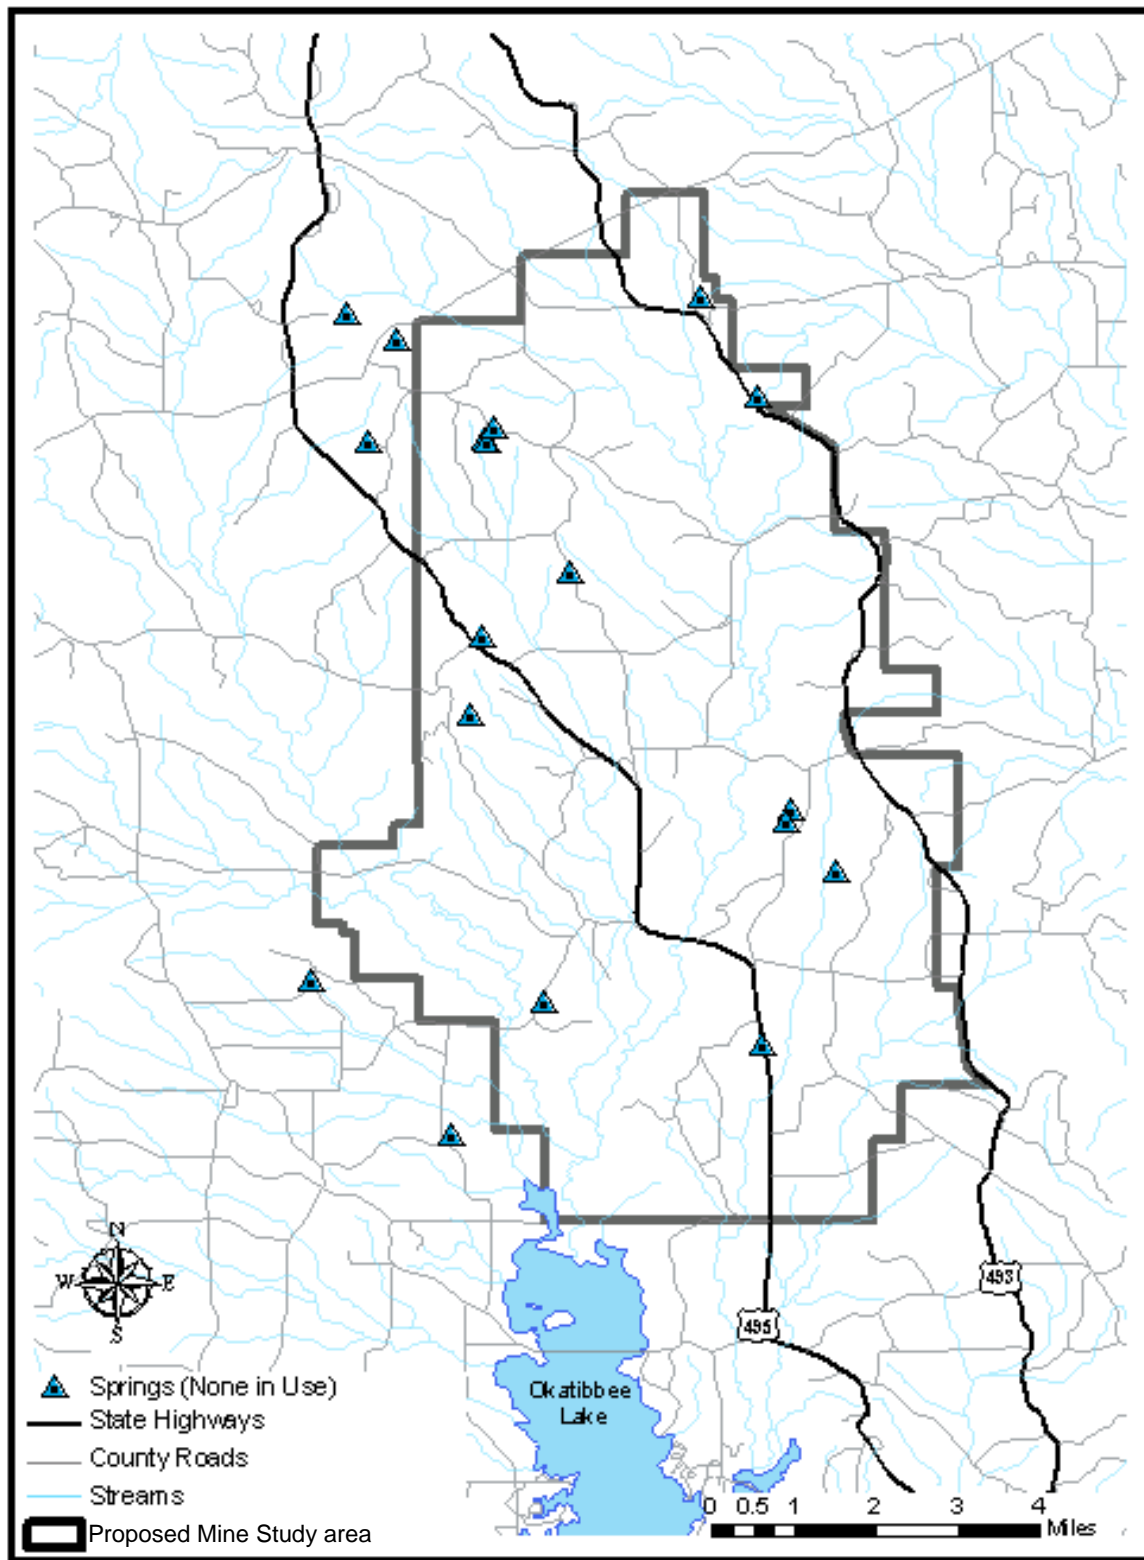 N
W E
S
493
495
Okatibbee
Lake
Springs (None in Use)
State Highways
County Roads
Streams
Proposed Mine Study area
0 0.5 1 2 3 4
Miles